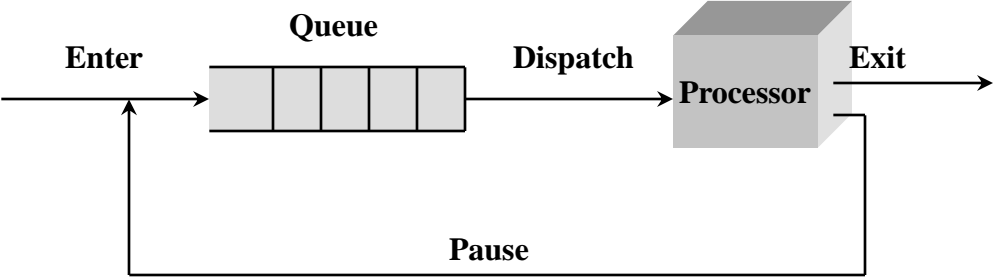 Queue
Enter
Dispatch
Exit
Processor
Pause